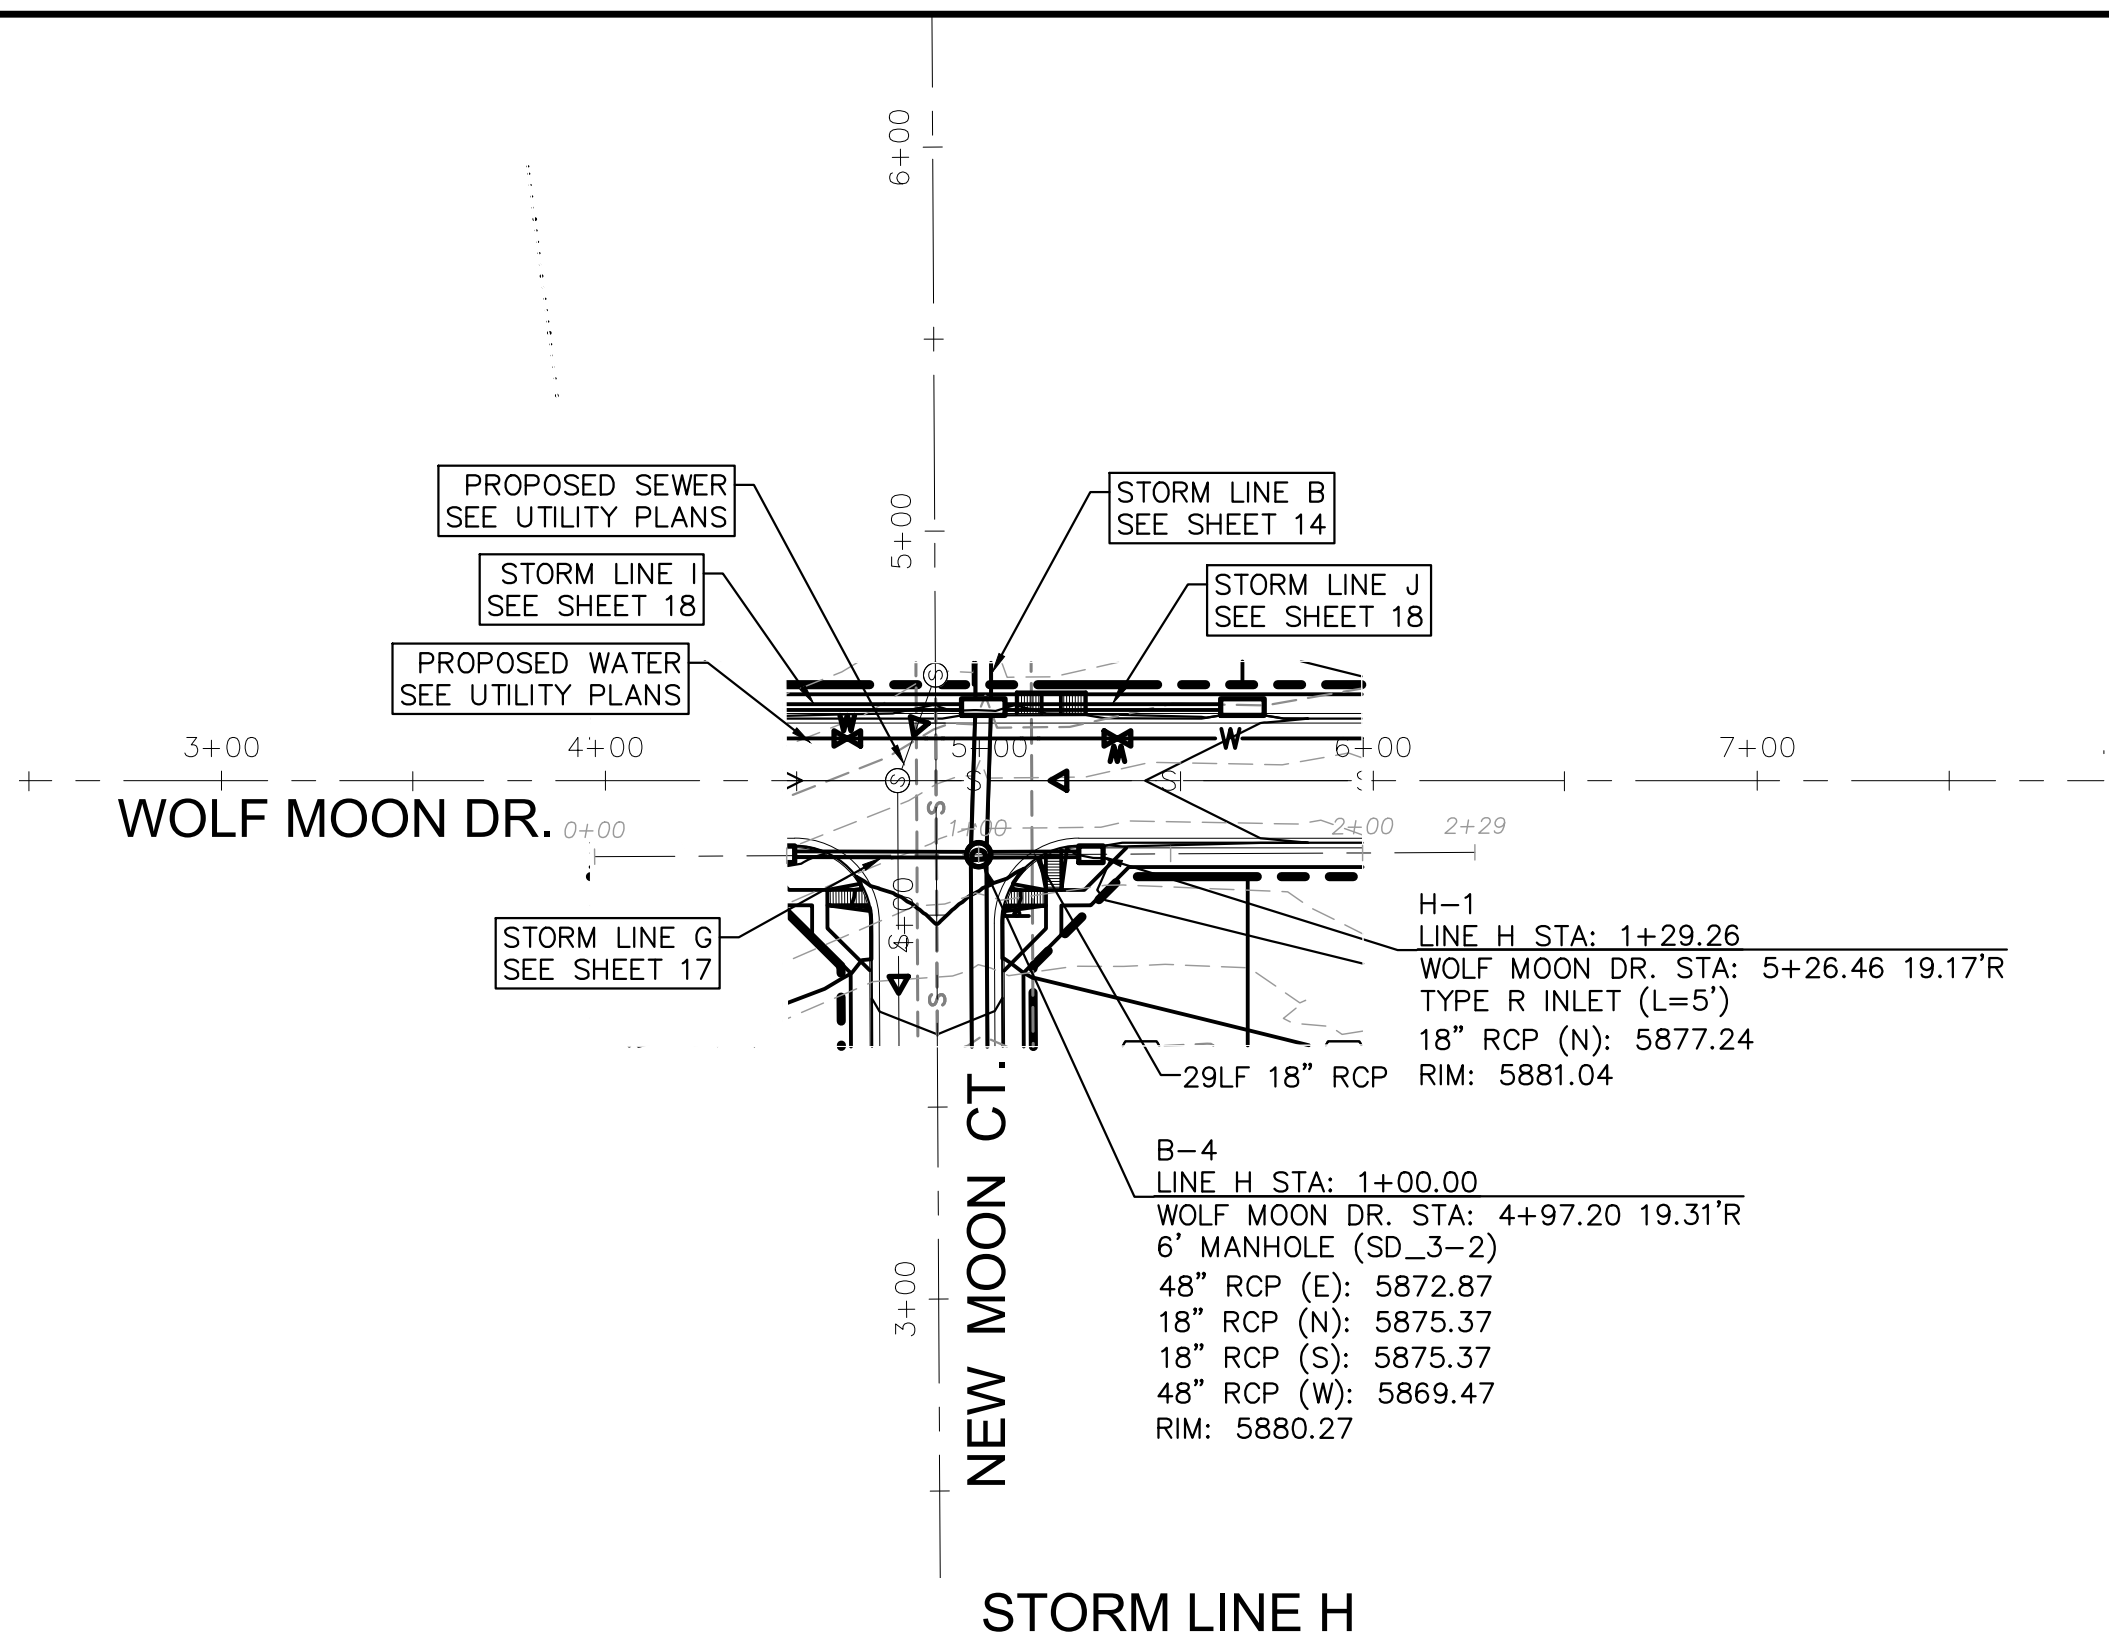 6+00
5+00
PROPOSED SEWER
SEE UTILITY PLANS
STORM LINE B
SEE SHEET 14
STORM LINE I
SEE SHEET 18
STORM LINE J
SEE SHEET 18
PROPOSED WATER
SEE UTILITY PLANS
S
W
W
W
3+00
4+00
5+00
6+00
7+00
S
S
S
S
WOLF MOON DR.
0+00
1+00
2+00
2+29
S
4+00
S
S
STORM LINE G
SEE SHEET 17
H-1
LINE H STA: 1+29.26
WOLF MOON DR. STA: 5+26.46 19.17'R
TYPE R INLET (L=5')
18" RCP (N): 5877.24
RIM: 5881.04
29LF 18" RCP
B-4
LINE H STA: 1+00.00
WOLF MOON DR. STA: 4+97.20 19.31'R
6' MANHOLE (SD_3-2)
48" RCP (E): 5872.87
18" RCP (N): 5875.37
18" RCP (S): 5875.37
48" RCP (W): 5869.47
RIM: 5880.27
NEW MOON CT.
3+00
STORM LINE H